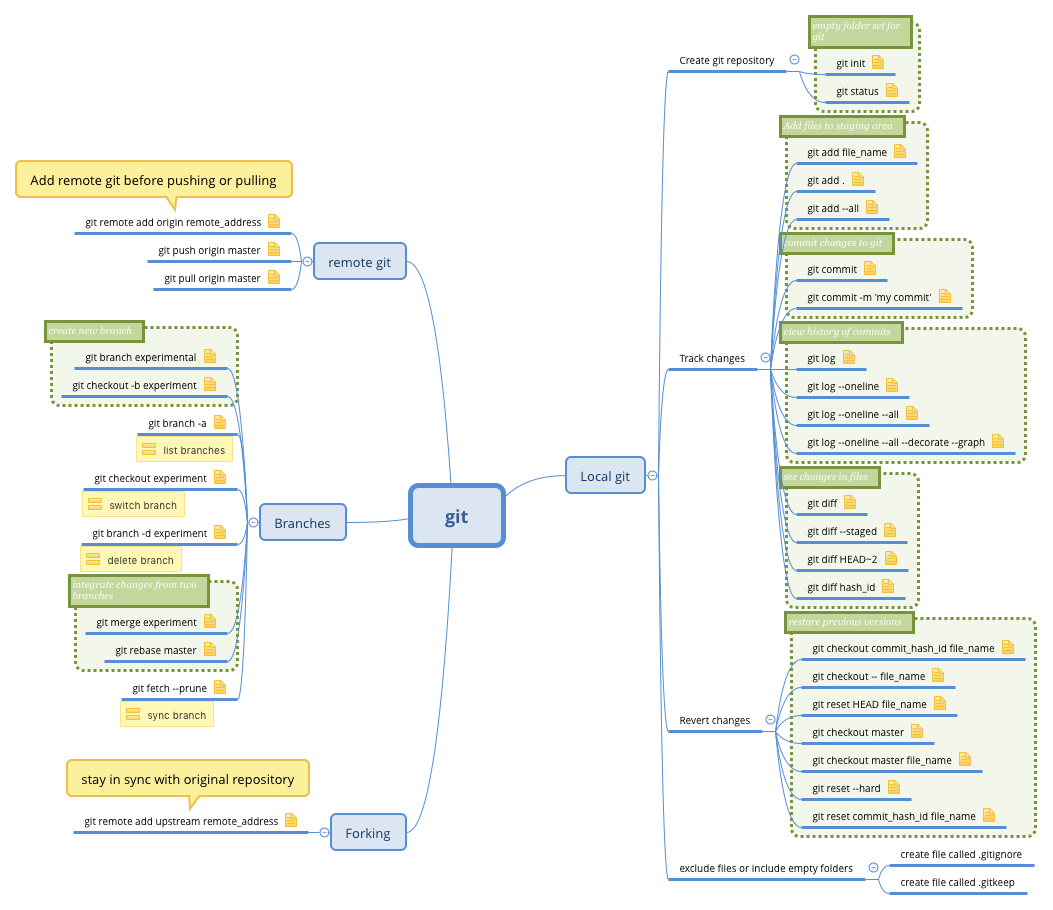 git
remote git
Add remote git before pushing or pulling
git remote add origin remote_address
git push origin master
git pull origin master
Branches
create new branch
git branch experimental
git checkout -b experiment
git branch -a
list branches
git checkout experiment
switch branch
git branch -d experiment
delete branch
integrate changes from two
branches
git merge experiment
git rebase master
git fetch --prune
sync branch
Forking
stay in sync with original repository
git remote add upstream remote_address
Local git
Create git repository
empty folder set for
git
git init
git status
Track changes
Add files to staging area
git add file_name
git add .
git add --all
commit changes to git
git commit
git commit -m 'my commit'
view history of commits
git log
git log --oneline
git log --oneline --all
git log --oneline --all --decorate --graph
see changes in files
git diff
git diff --staged
git diff HEAD~2
git diff hash_id
Revert changes
restore previous versions
git checkout commit_hash_id file_name
git checkout -- file_name
git reset HEAD file_name
git checkout master
git checkout master file_name
git reset --hard
git reset commit_hash_id file_name
exclude files or include empty folders
create file called .gitignore
create file called .gitkeep